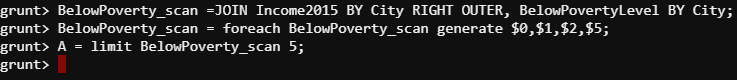 grunt> BelowPoverty_scan =JOIN Income2015 BY City RIGHT OUTER, BelowPovertyLevel BY City;
grunt> BelowPoverty_scan = foreach BelowPoverty_scan generate $0,$1,$2,$5;
grunt> A = limit BelowPoverty_scan 5;
grunt>